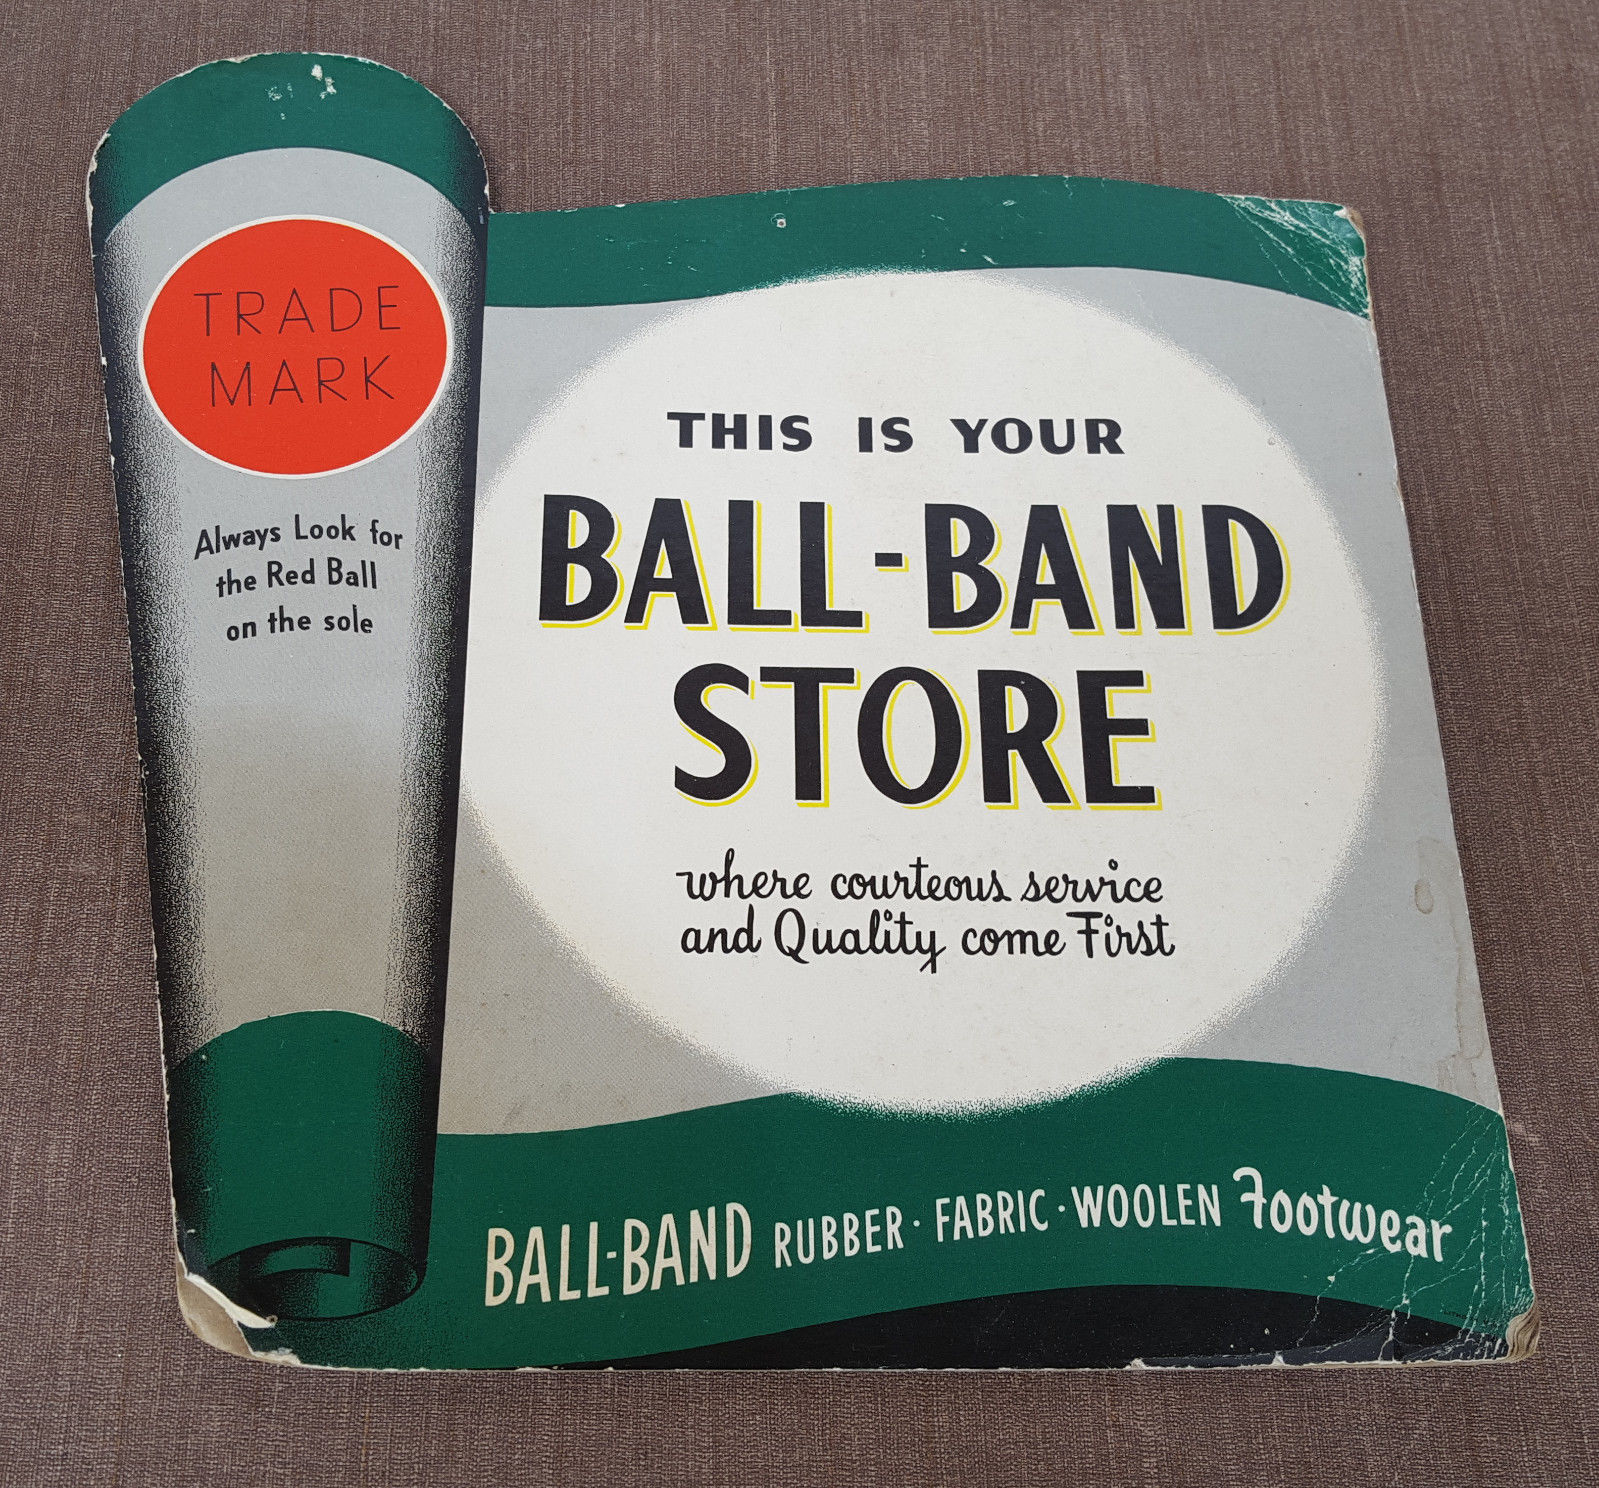 TRADE
MARK
Always Look for
the Red Ball
on the sole
THIS IS YOUR
BALL-BAND
STORE
where courteous service
and Quality come First
BALL-BAND RUBBER · FABRIC · WOOLEN Footwear